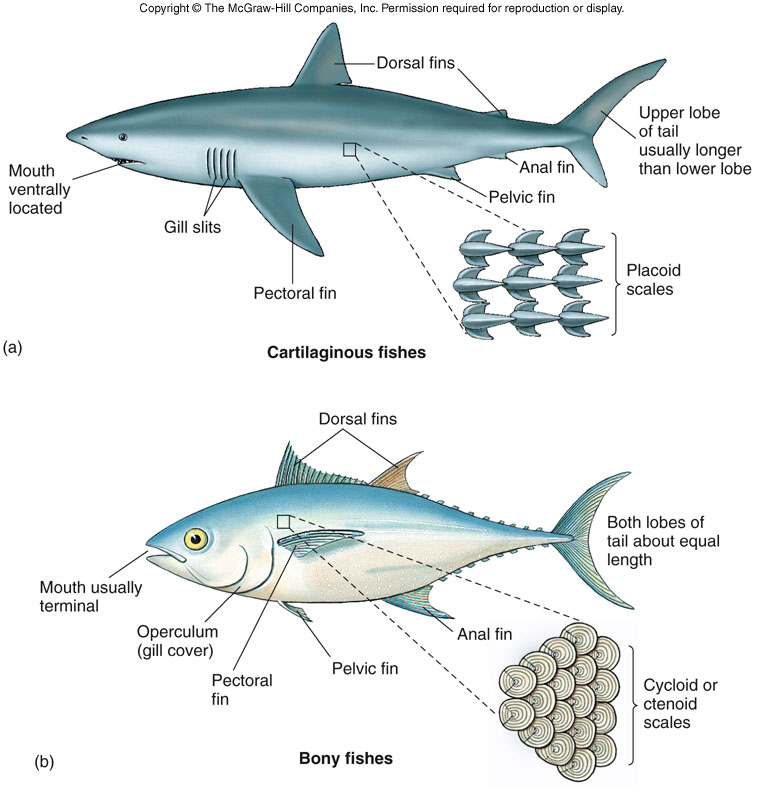 Copyright © The McGraw-Hill Companies, Inc. Permission required for reproduction or display.
Dorsal fins
Upper lobe
of tail
usually longer
than lower lobe
Mouth
ventrally
located
Anal fin
Pelvic fin
Gill slits
Placoid
scales
Pectoral fin
(a)
Cartilaginous fishes
Dorsal fins
Both lobes of
tail about equal
length
Mouth usually
terminal
Operculum
(gill cover)
Anal fin
Pelvic fin
Pectoral
fin
Cycloid or
ctenoid
scales
(b)
Bony fishes